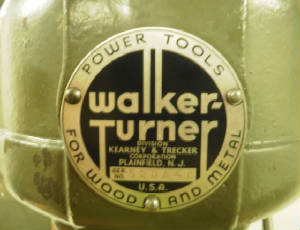 POWER TOOLS
walker-
Turner
DIVISION
KEARNEY & TRECKER
CORPORATION
PLAINFIELD, N. J.
SER.
NO.
U.S.A.
FOR WOOD AND METAL